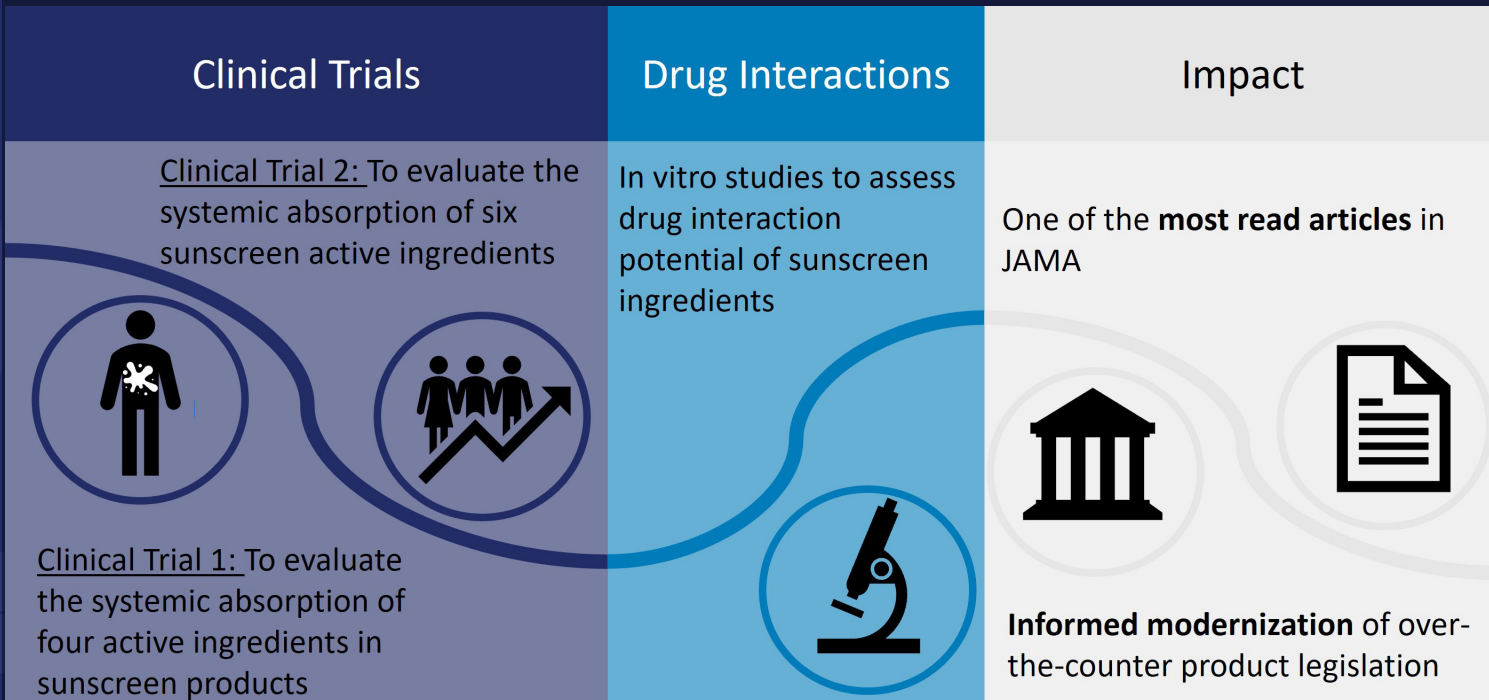 Clinical Trials
Clinical Trial 2: To evaluate the
systemic absorption of six
sunscreen active ingredients
Clinical Trial 1: To evaluate
the systemic absorption of
four active ingredients in
sunscreen products
Drug Interactions
In vitro studies to assess
drug interaction
potential of sunscreen
ingredients
Impact
One of the most read articles in
JAMA
Informed modernization of over-
the-counter product legislation